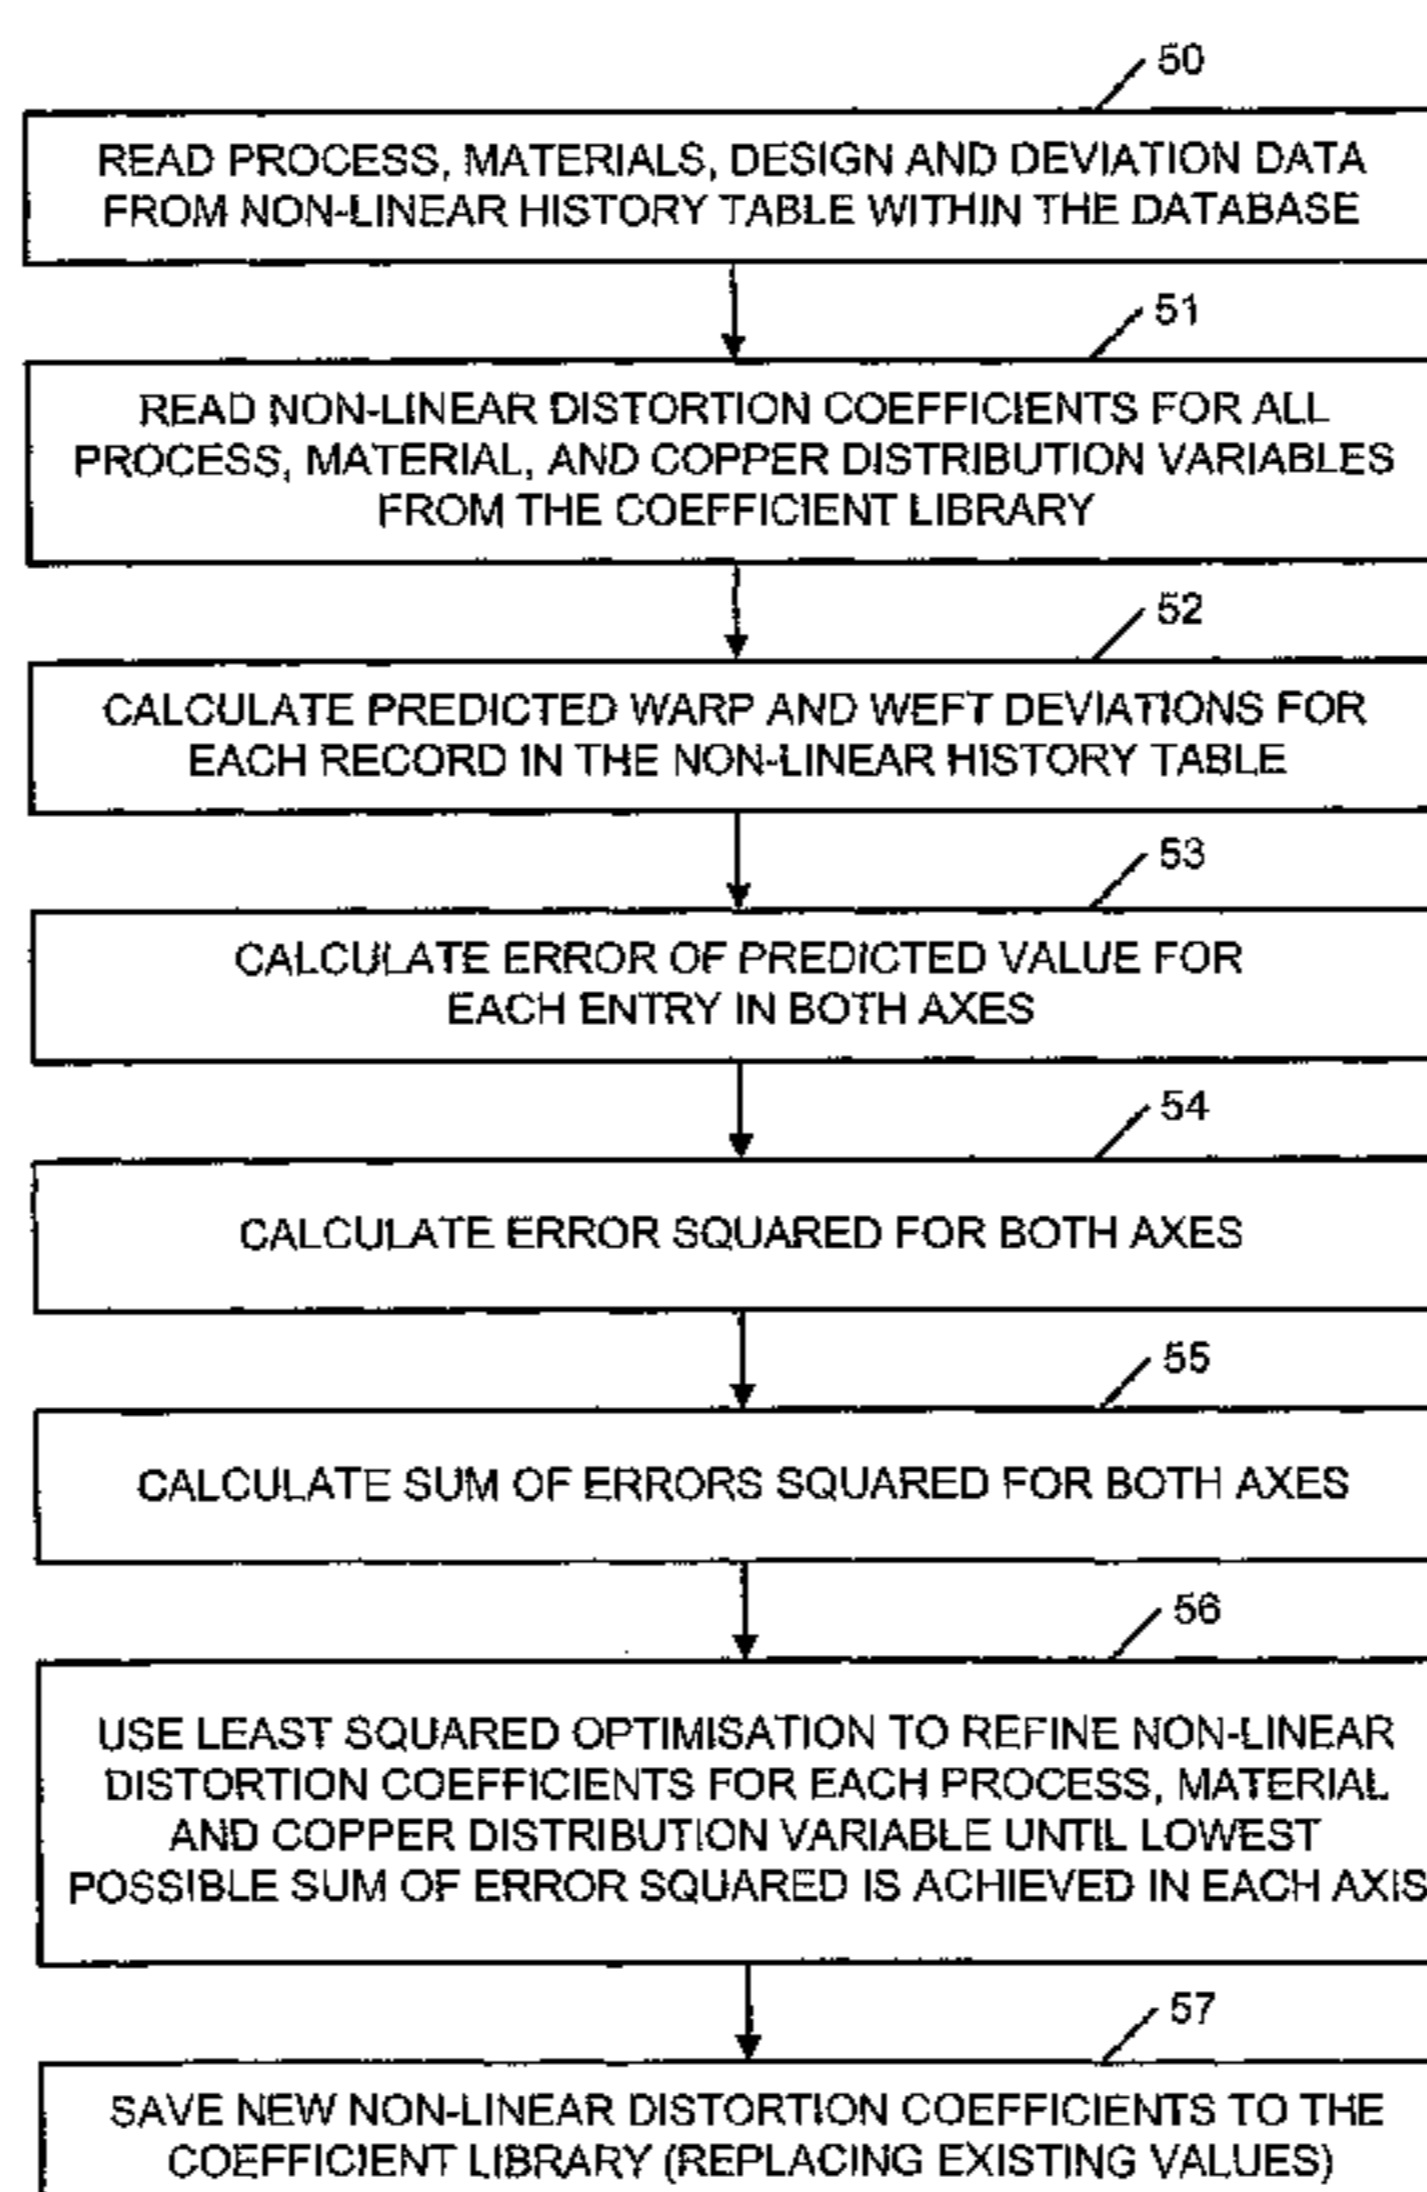 50
READ PROCESS, MATERIALS, DESIGN AND DEVIATION DATA
FROM NON-LINEAR HISTORY TABLE WITHIN THE DATABASE
51
READ NON-LINEAR DISTORTION COEFFICIENTS FOR ALL
PROCESS, MATERIAL, AND COPPER DISTRIBUTION VARIABLES
FROM THE COEFFICIENT LIBRARY
52
CALCULATE PREDICTED WARP AND WEFT DEVIATIONS FOR
EACH RECORD IN THE NON-LINEAR HISTORY TABLE
53
CALCULATE ERROR OF PREDICTED VALUE FOR
EACH ENTRY IN BOTH AXES
54
CALCULATE ERROR SQUARED FOR BOTH AXES
55
CALCULATE SUM OF ERRORS SQUARED FOR BOTH AXES
56
USE LEAST SQUARED OPTIMISATION TO REFINE NON-LINEAR
DISTORTION COEFFICIENTS FOR EACH PROCESS, MATERIAL
AND COPPER DISTRIBUTION VARIABLE UNTIL LOWEST
POSSIBLE SUM OF ERROR SQUARED IS ACHIEVED IN EACH AXIS
57
SAVE NEW NON-LINEAR DISTORTION COEFFICIENTS TO THE
COEFFICIENT LIBRARY (REPLACING EXISTING VALUES)